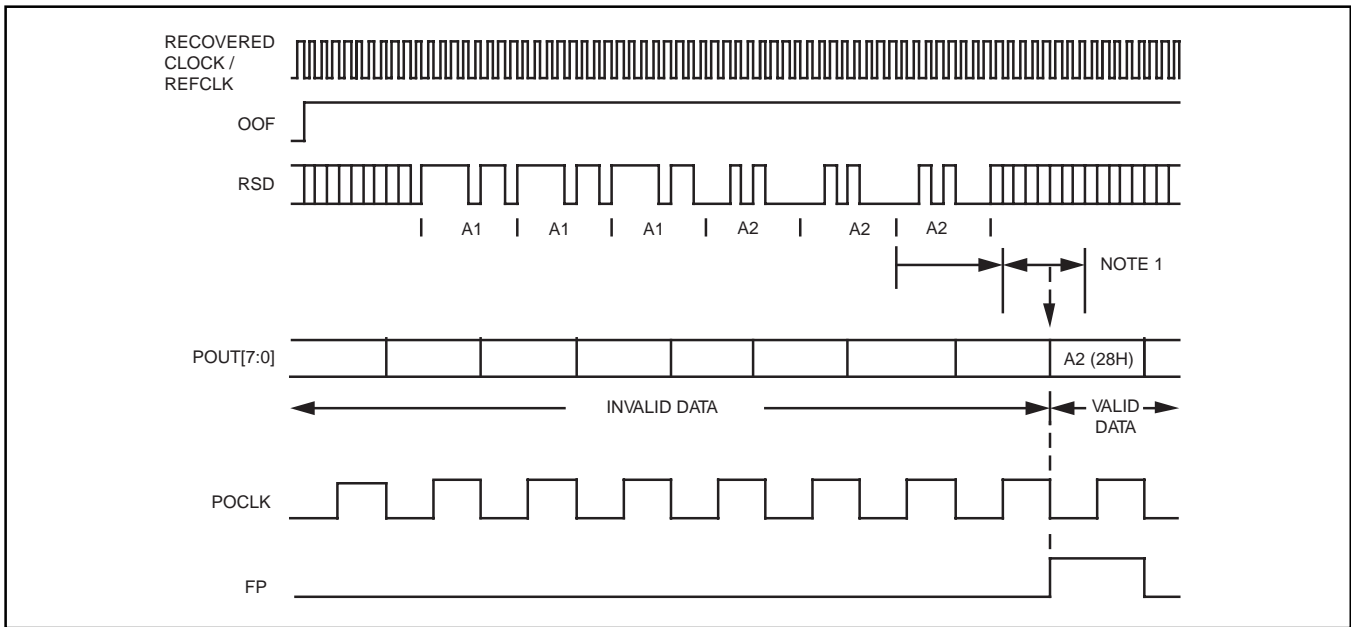 RECOVERED
CLOCK /
REFCLK
OOF
RSD
A1 A1 A1 A2 A2 A2
NOTE 1
POUT[7:0]
A2 (28H)
INVALID DATA
VALID
DATA
POCLK
FP